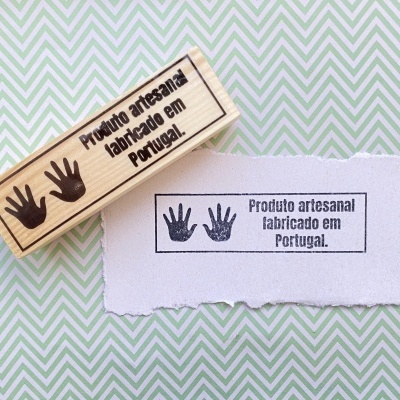 Produto artesanal
fabricado em
Portugal.
Produto artesanal
fabricado em
Portugal.